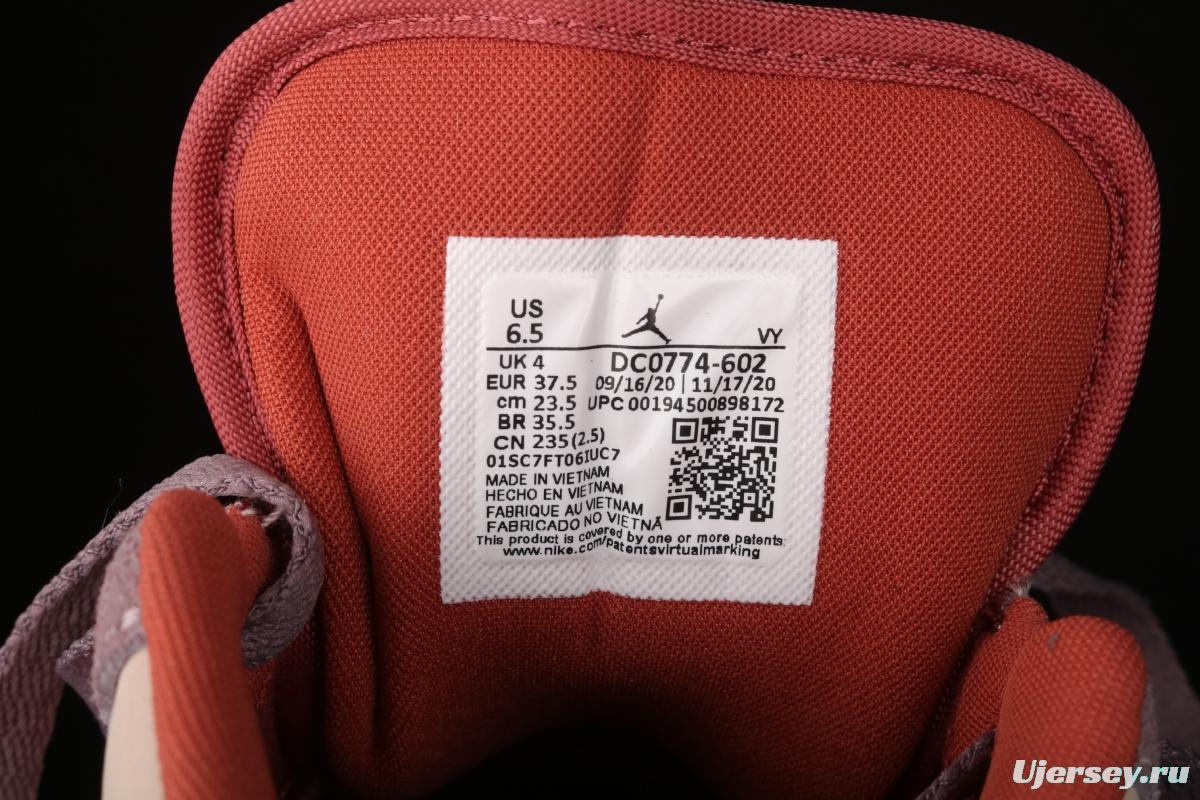 US
6.5
VY
UK 4
DC0774-602
EUR 37.5
09/16/20 | 11/17/20
cm 23.5
UPC 00194500898172
BR 35.5
CN 235(2.5)
01SC7FT061UC7
MADE IN VIETNAM
HECHO EN VIETNAM
FABRIQUE AU VIETNAM
FABRICADO NO VIETNÃ
This product is covered by one or more patents:
www.nike.com/patentsvirtualmarking
Ujersey.ru